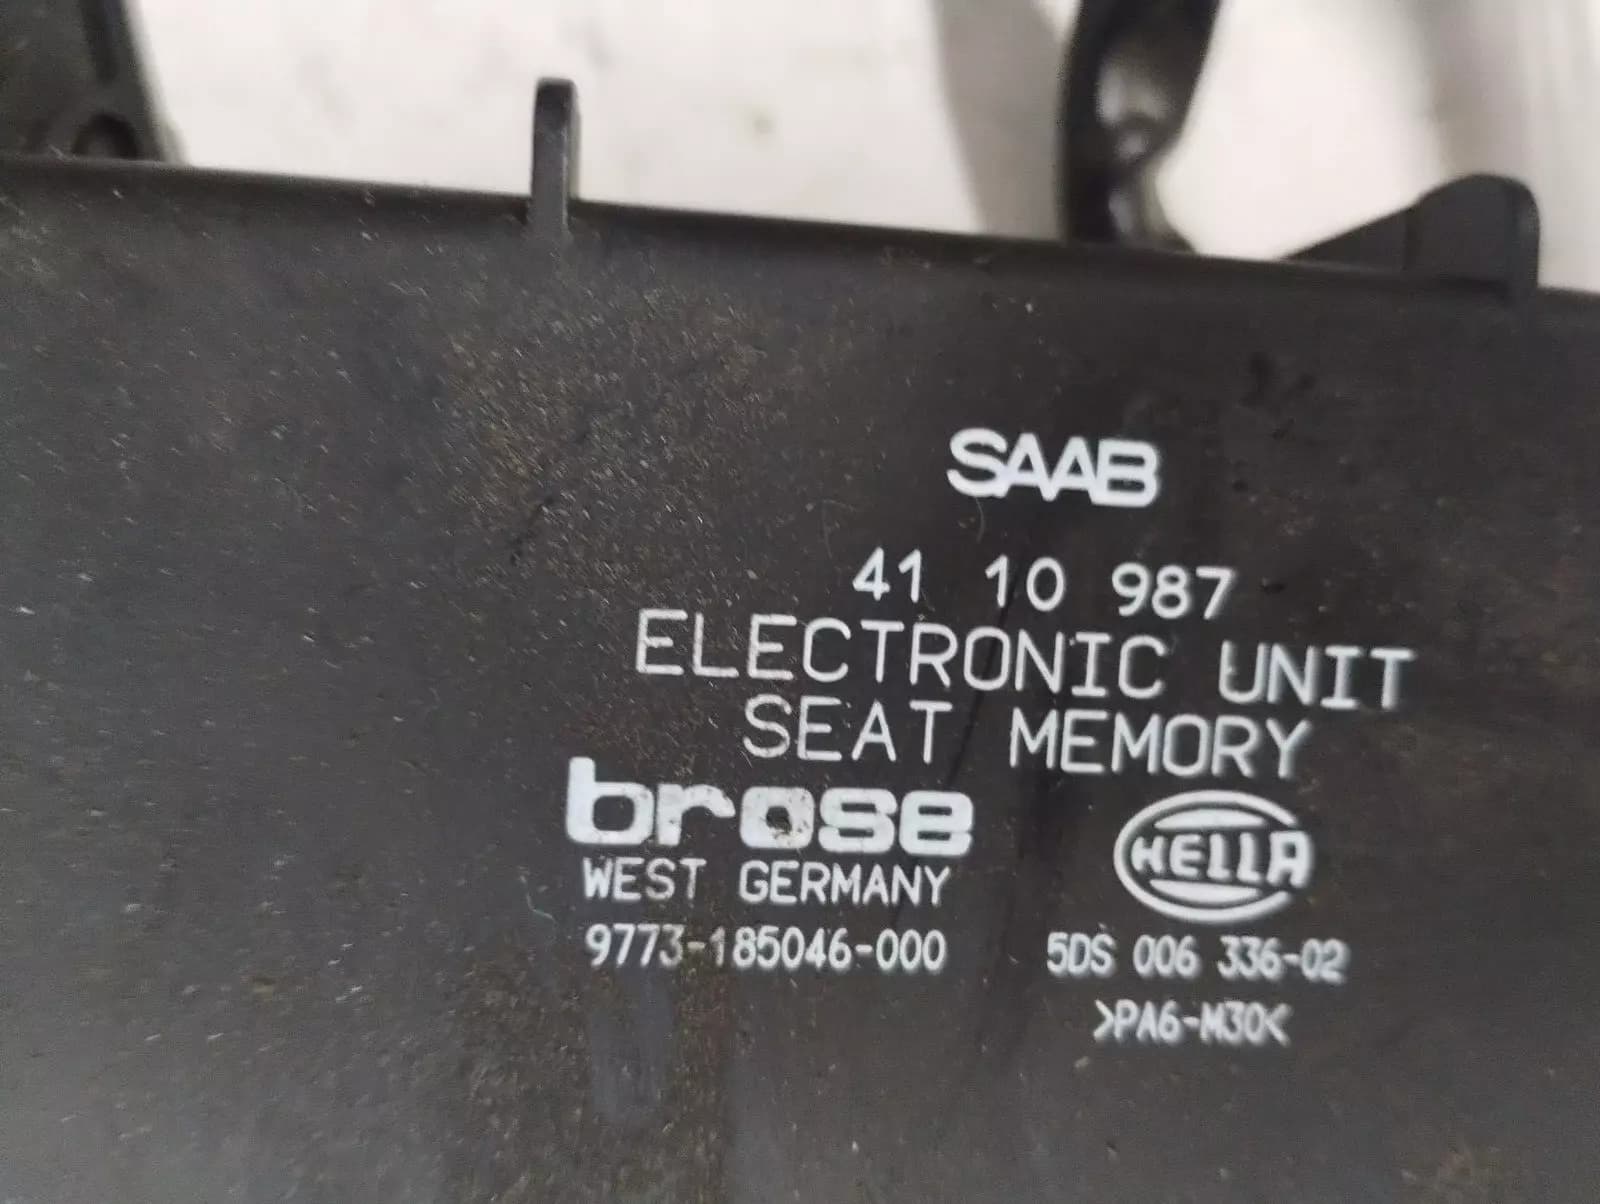 SAAB
41 10 987
ELECTRONIC UNIT
SEAT MEMORY
brose
HELLA
WEST GERMANY
9773-185046-000
5DS 006 336-02
>PA6-M30<